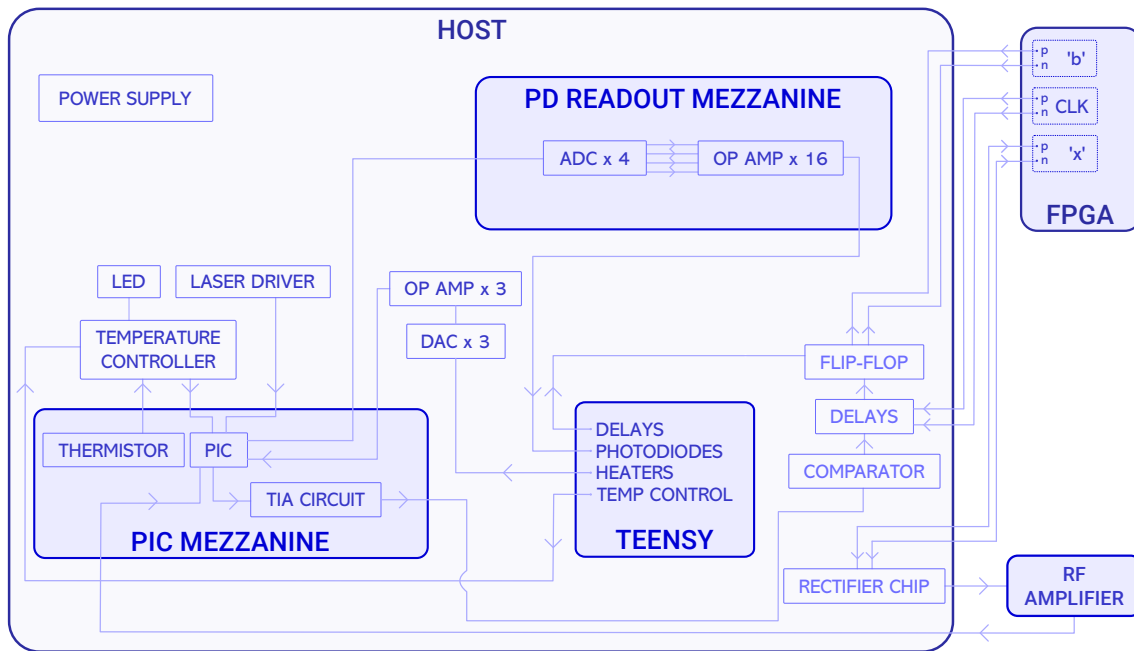 HOST
POWER SUPPLY
PD READOUT MEZZANINE
ADC x 4
OP AMP x 16
p
n
'b'
p
n
CLK
p
n
'x'
FPGA
LED
LASER DRIVER
OP AMP x 3
DAC x 3
TEMPERATURE
CONTROLLER
FLIP-FLOP
DELAYS
COMPARATOR
THERMISTOR
PIC
TIA CIRCUIT
PIC MEZZANINE
DELAYS
PHOTODIODES
HEATERS
TEMP CONTROL
TEENSY
RECTIFIER CHIP
RF
AMPLIFIER